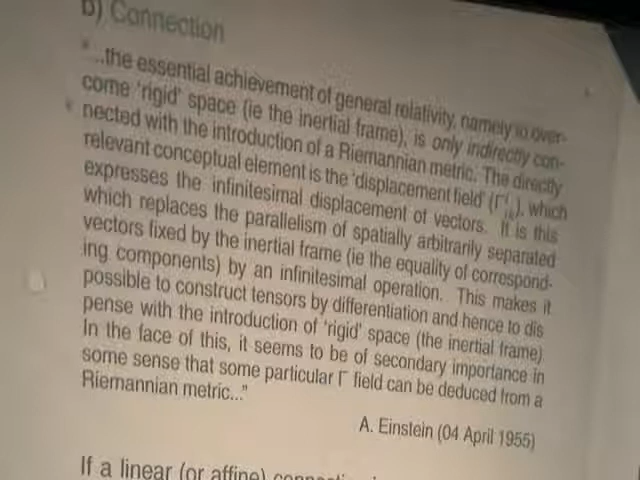 b) Connection
"...the essential achievement of general relativity, namely to over-
come 'rigid' space (ie the inertial frame), is only indirectly con-
nected with the introduction of a Riemannian metric. The directly
relevant conceptual element is the 'displacement field' (Γˡᵢₖ), which
expresses the infinitesimal displacement of vectors. It is this
which replaces the parallelism of spatially arbitrarily separated
vectors fixed by the inertial frame (ie the equality of correspond-
ing components) by an infinitesimal operation. This makes it
possible to construct tensors by differentiation and hence to dis
pense with the introduction of 'rigid' space (the inertial frame)
In the face of this, it seems to be of secondary importance in
some sense that some particular Γ field can be deduced from a
Riemannian metric..."
A. Einstein (04 April 1955)
If a linear (or affine)